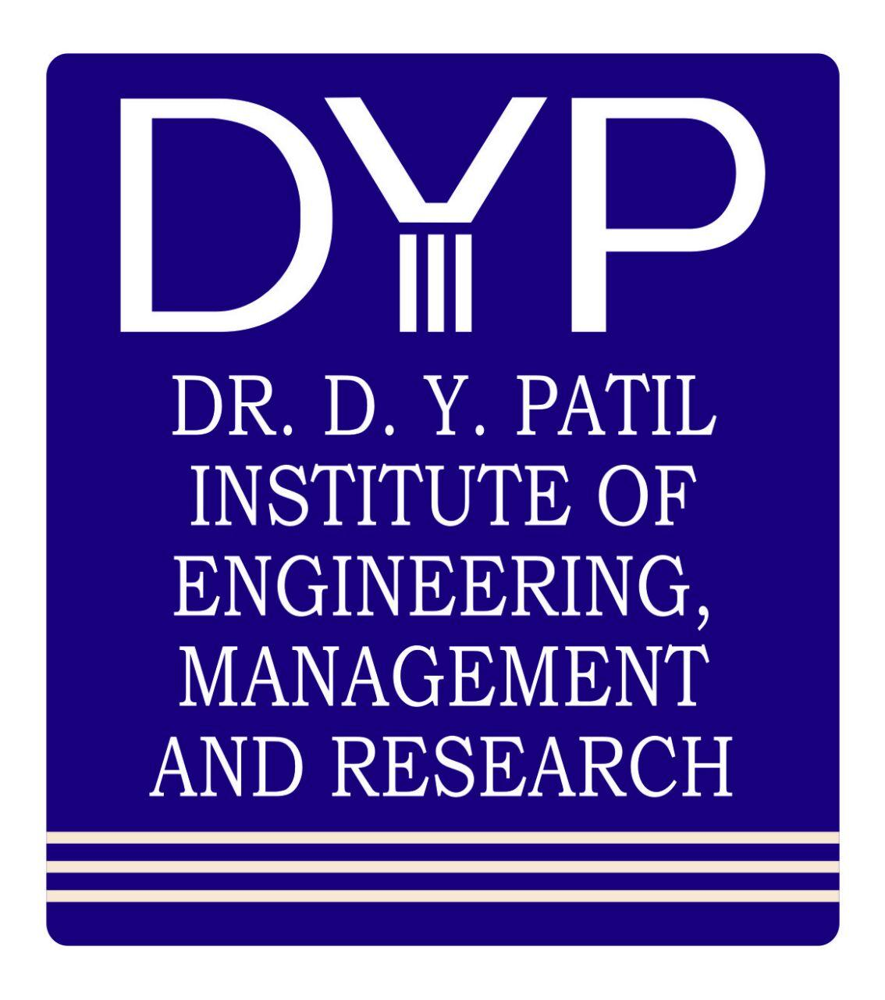 DYP
DR. D. Y. PATIL
INSTITUTE OF
ENGINEERING,
MANAGEMENT
AND RESEARCH